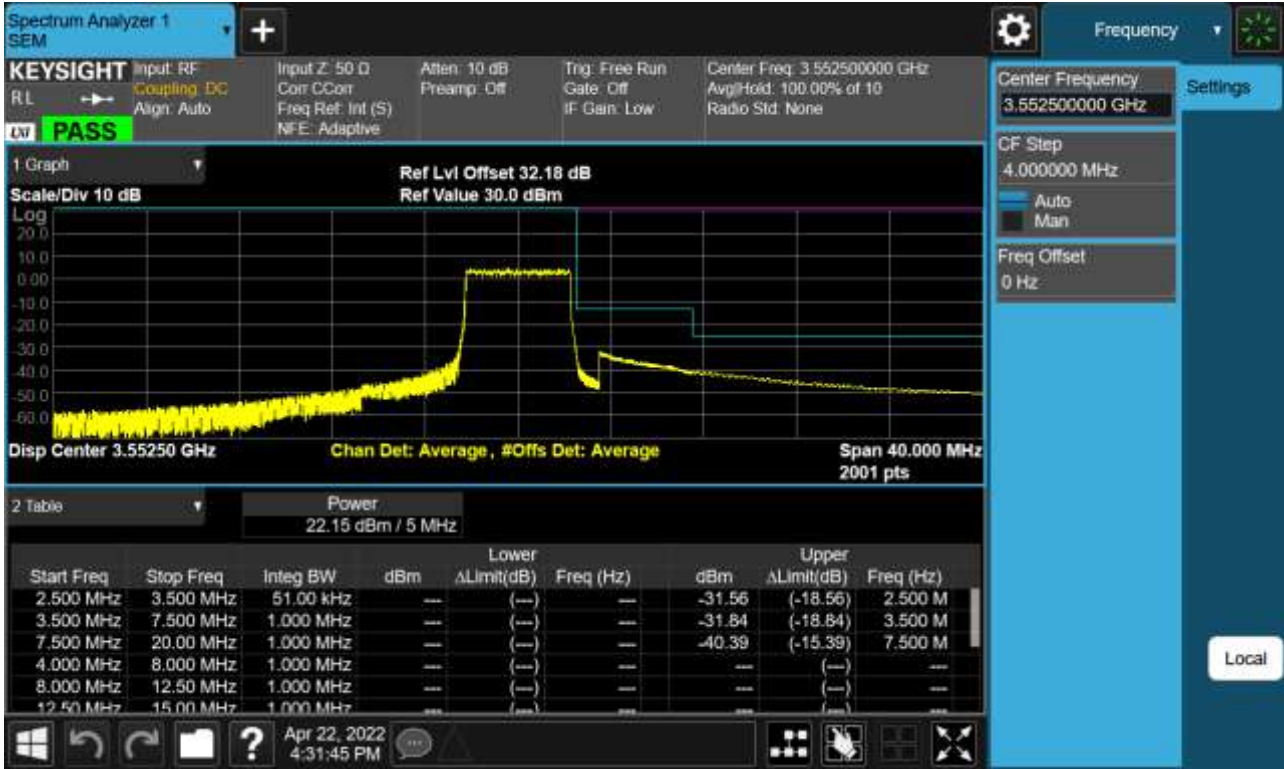 Spectrum Analyzer 1
SEM
Frequency
KEYSIGHT
RL
LXI
PASS
Input: RF
Coupling: DC
Align: Auto
Input Z: 50 Ω
Corr CCorr
Freq Ref: Int (S)
NFE: Adaptive
Atten: 10 dB
Preamp: Off
Trig: Free Run
Gate: Off
IF Gain: Low
Center Freq: 3.552500000 GHz
Avg|Hold: 100.00% of 10
Radio Std: None
Center Frequency
3.552500000 GHz
Settings
CF Step
4.000000 MHz
Auto
Man
Freq Offset
0 Hz
Local
1 Graph
Scale/Div 10 dB
Ref Lvl Offset 32.18 dB
Ref Value 30.0 dBm
Log
20.0
10.0
0.00
-10.0
-20.0
-30.0
-40.0
-50.0
-60.0
Disp Center 3.55250 GHz
Chan Det: Average, #Offs Det: Average
Span 40.000 MHz
2001 pts
2 Table
Power
22.15 dBm / 5 MHz
Lower Upper
Start Freq Stop Freq Integ BW dBm ΔLimit(dB) Freq (Hz) dBm ΔLimit(dB) Freq (Hz)
2.500 MHz 3.500 MHz 51.00 kHz --- (---) --- -31.56 (-18.56) 2.500 M
3.500 MHz 7.500 MHz 1.000 MHz --- (---) --- -31.84 (-18.84) 3.500 M
7.500 MHz 20.00 MHz 1.000 MHz --- (---) --- -40.39 (-15.39) 7.500 M
4.000 MHz 8.000 MHz 1.000 MHz --- (---) --- --- (---) ---
8.000 MHz 12.50 MHz 1.000 MHz --- (---) --- --- (---) ---
12.50 MHz 15.00 MHz 1.000 MHz --- (---) --- --- (---) ---
Apr 22, 2022
4:31:45 PM